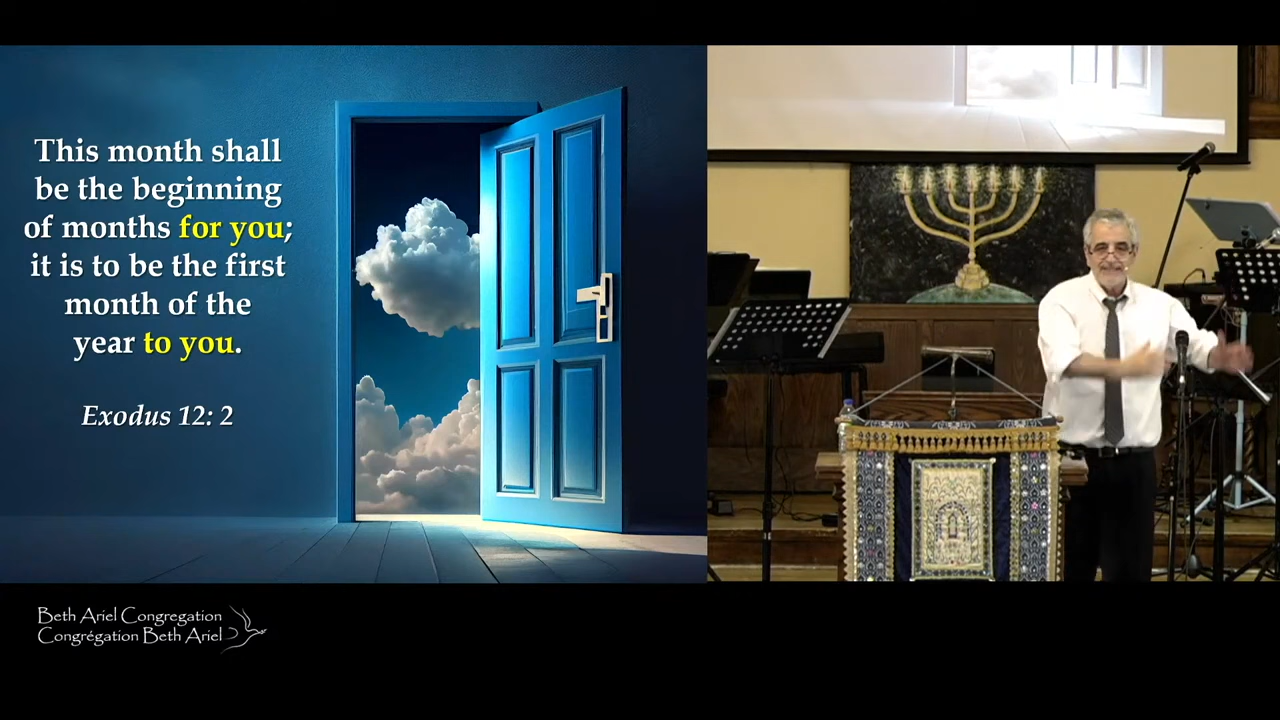 This month shall
be the beginning
of months for you;
it is to be the first
month of the
year to you.
Exodus 12: 2
Beth Ariel Congregation
Congrégation Beth Ariel